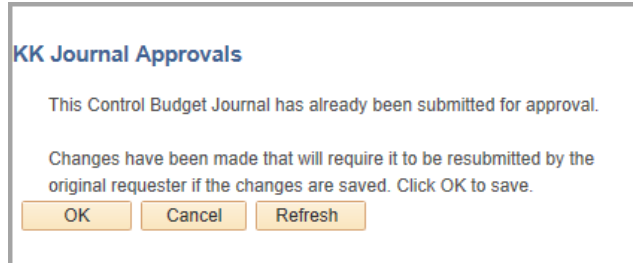 KK Journal Approvals
This Control Budget Journal has already been submitted for approval.
Changes have been made that will require it to be resubmitted by the
original requester if the changes are saved. Click OK to save.
OK Cancel Refresh